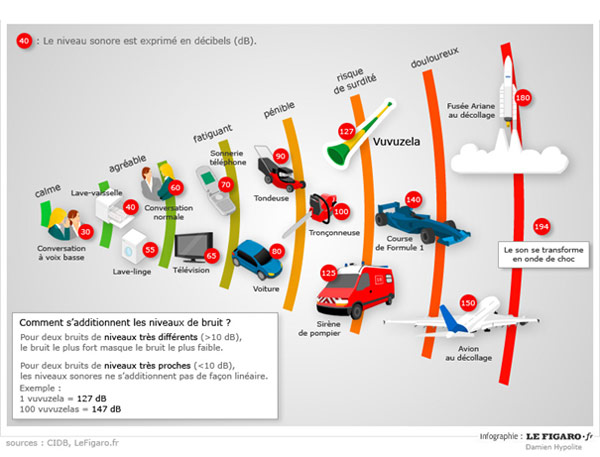 40 : Le niveau sonore est exprimé en décibels (dB).
calme
agréable
fatiguant
pénible
risque
de surdité
douloureux
30
Conversation
à voix basse
Lave-vaisselle
40
55
Lave-linge
60
Conversation
normale
65
Télévision
Sonnerie
téléphone
70
80
Voiture
90
Tondeuse
100
Tronçonneuse
125
Sirène
de pompier
127
Vuvuzela
140
Course
de Formule 1
150
Avion
au décollage
Fusée Ariane
au décollage
180
194
Le son se transforme
en onde de choc
Comment s'additionnent les niveaux de bruit ?
Pour deux bruits de niveaux très différents (>10 dB),
le bruit le plus fort masque le bruit le plus faible.
Pour deux bruits de niveaux très proches (<10 dB),
les niveaux sonores ne s'additionnent pas de façon linéaire.
Exemple :
1 vuvuzela = 127 dB
100 vuvuzelas = 147 dB
sources : CIDB, LeFigaro.fr
Infographie : LE FIGARO·fr
Damien Hypolite